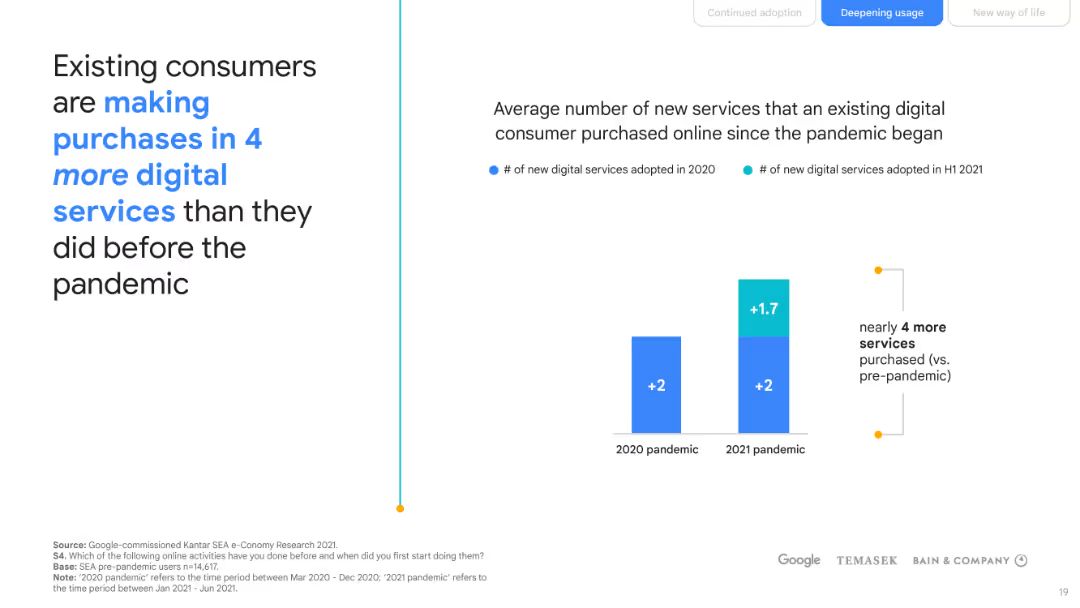 Continued adoption
Deepening usage
New way of life
Existing consumers
are making
purchases in 4
more digital
services than they
did before the
pandemic
Average number of new services that an existing digital
consumer purchased online since the pandemic began
# of new digital services adopted in 2020
# of new digital services adopted in H1 2021
+1.7
+2
+2
2020 pandemic
2021 pandemic
nearly 4 more
services
purchased (vs.
pre-pandemic)
Source: Google-commissioned Kantar SEA e-Conomy Research 2021.
S4. Which of the following online activities have you done before and when did you first start doing them?
Base: SEA pre-pandemic users n=14,617.
Note: '2020 pandemic' refers to the time period between Mar 2020 - Dec 2020; '2021 pandemic' refers to
the time period between Jan 2021 - Jun 2021.
Google
TEMASEK
BAIN & COMPANY
19